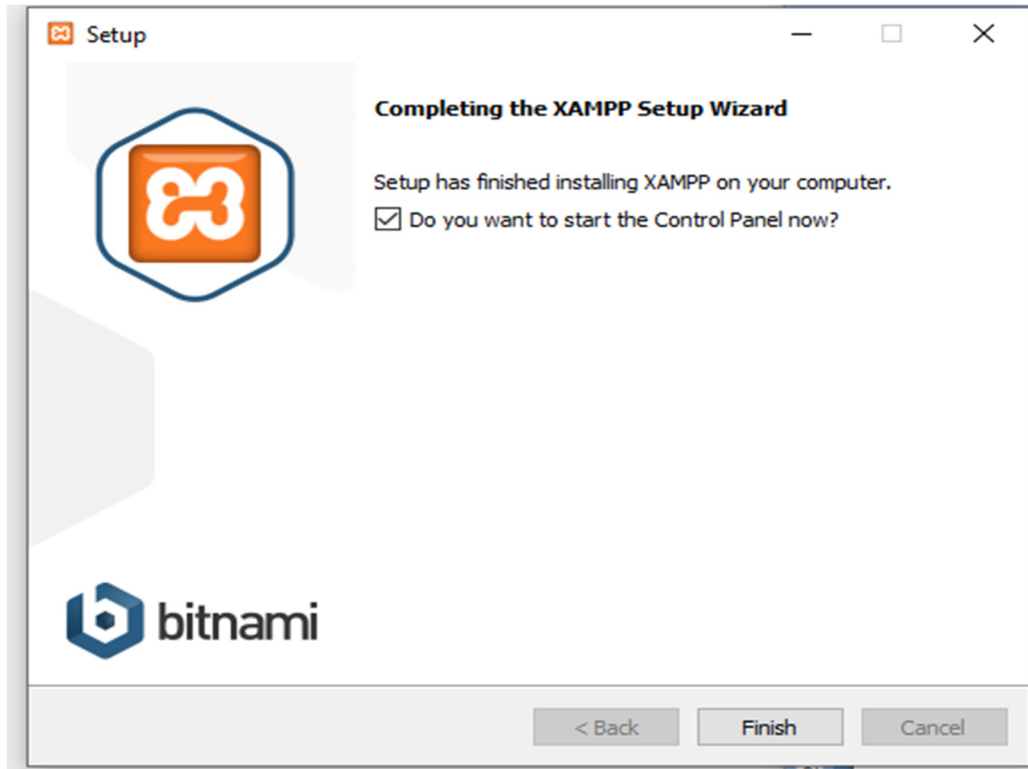 Setup
Completing the XAMPP Setup Wizard
Setup has finished installing XAMPP on your computer.
Do you want to start the Control Panel now?
bitnami
< Back Finish Cancel